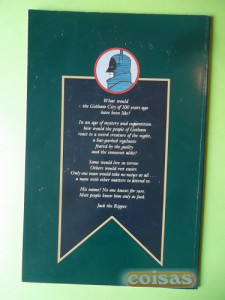 What would
the Gotham City of 100 years ago
have been like?
In an age of mystery and superstition
how would the people of Gotham
react to a weird creature of the night,
a bat-garbed vigilante
feared by the guilty
and the innocent alike?
Some would live in terror.
Others would rest easier.
Only one man would take no notice at all...
a man with other matters to attend to.
His name? No one knows for sure.
Most people know him only as Jack.
Jack the Ripper.
coisas